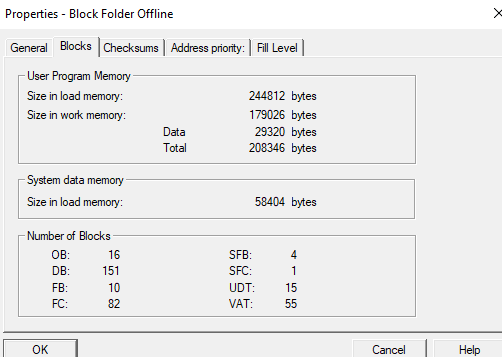 Properties - Block Folder Offline
General Blocks Checksums Address priority: Fill Level
User Program Memory
Size in load memory: 244812 bytes
Size in work memory: 179026 bytes
Data 29320 bytes
Total 208346 bytes
System data memory
Size in load memory: 58404 bytes
Number of Blocks
OB: 16 SFB: 4
DB: 151 SFC: 1
FB: 10 UDT: 15
FC: 82 VAT: 55
OK Cancel Help